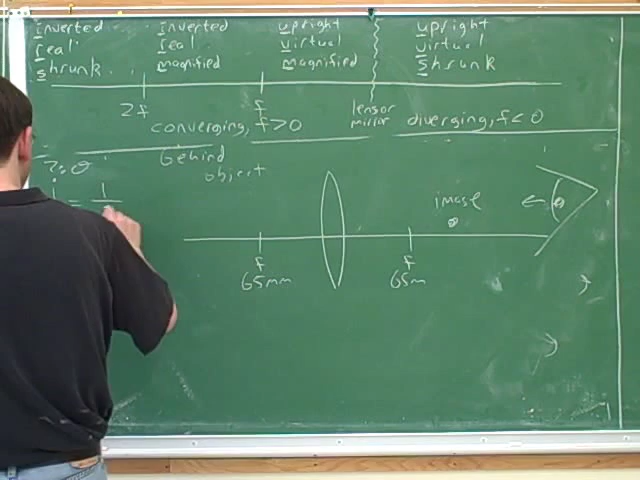 inverted inverted upright upright
real real virtual virtual
shrunk magnified magnified shrunk
2f f
converging, f>0 lens or mirror diverging, f<0
behind
object
1
= image
f f
65mm 65m